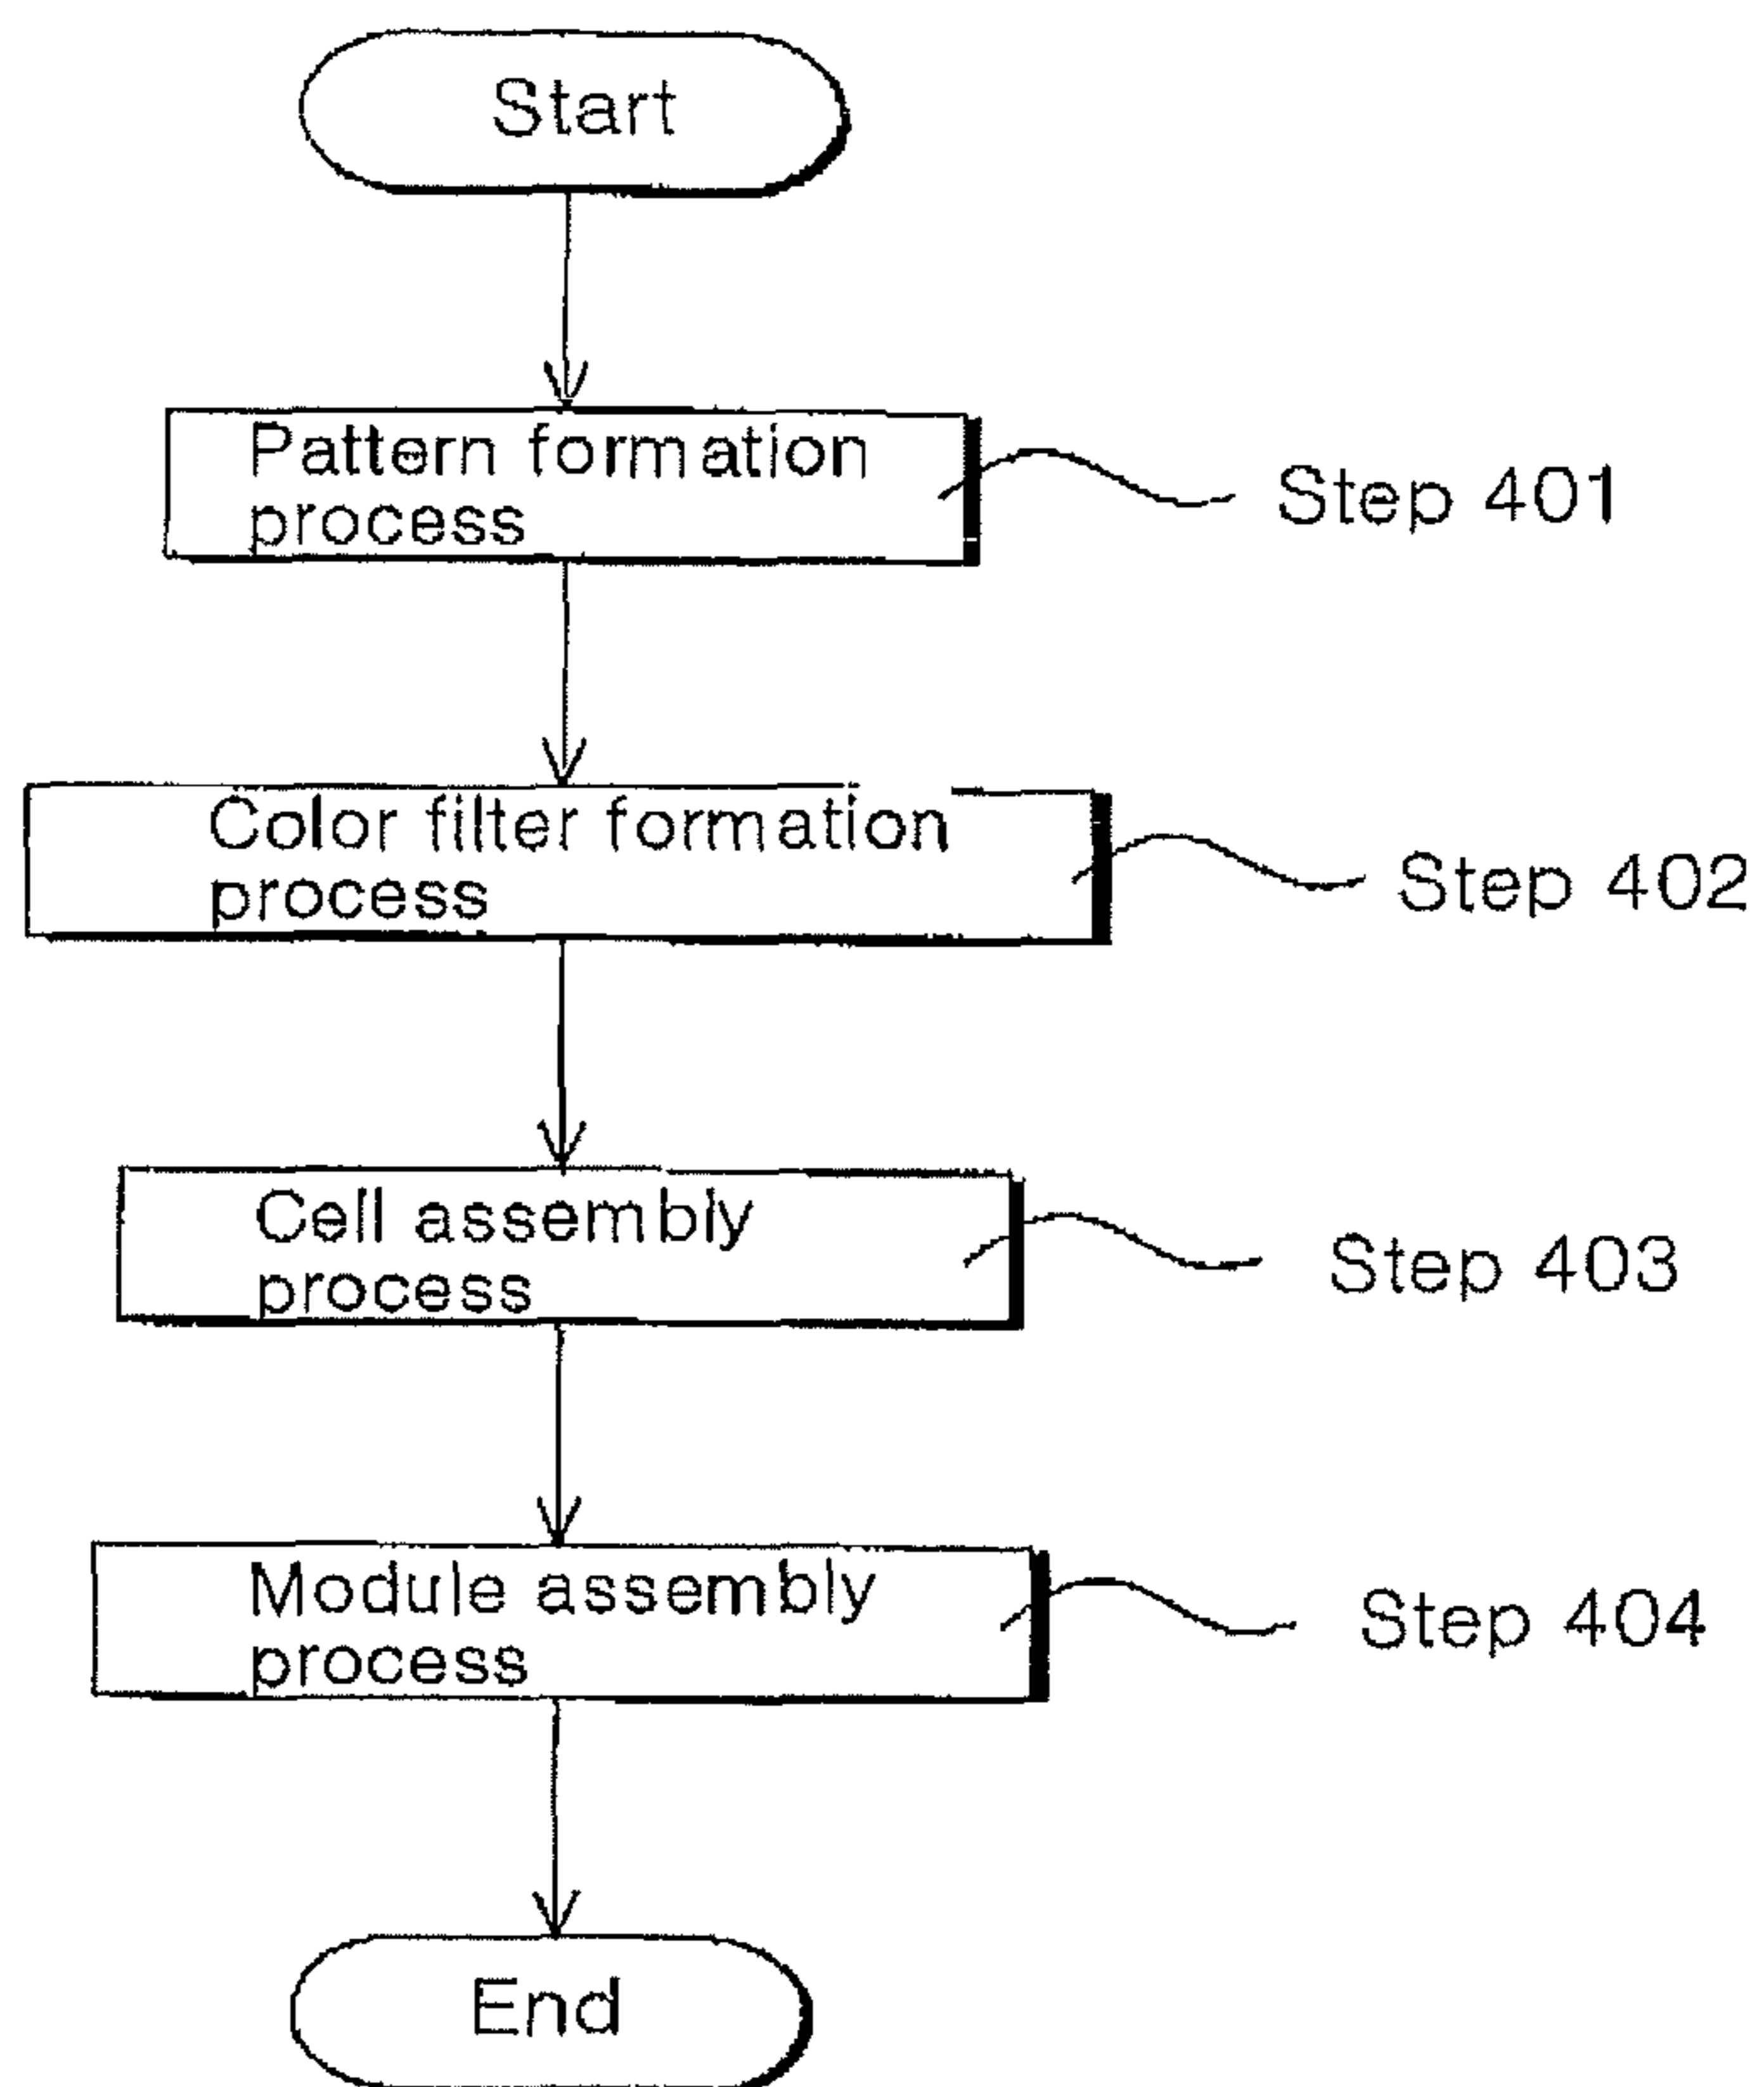 Start
Pattern formation
process
Step 401
Color filter formation
process
Step 402
Cell assembly
process
Step 403
Module assembly
process
Step 404
End